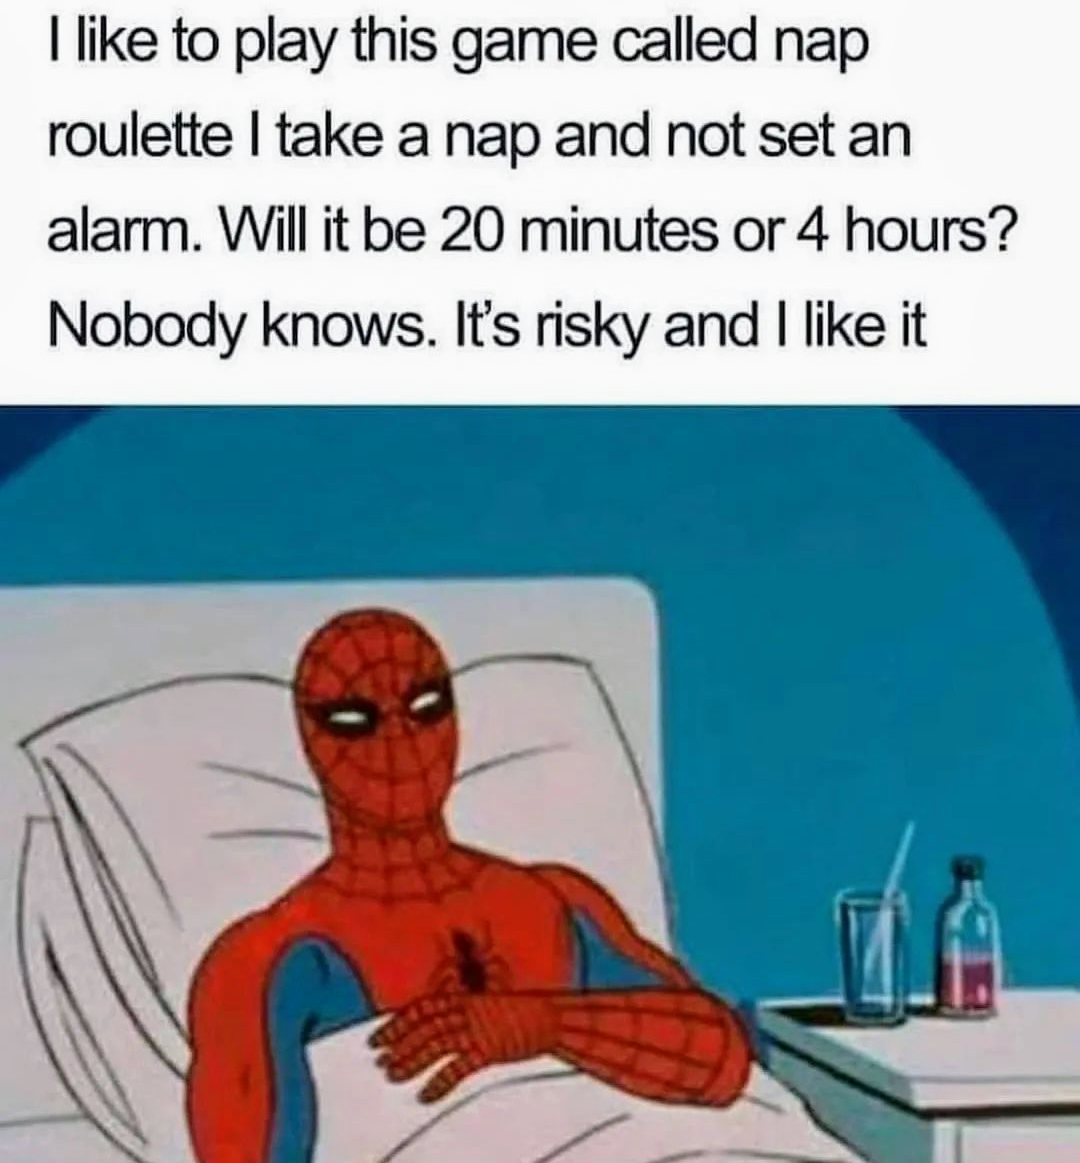 I like to play this game called nap
roulette I take a nap and not set an
alarm. Will it be 20 minutes or 4 hours?
Nobody knows. It’s risky and I like it